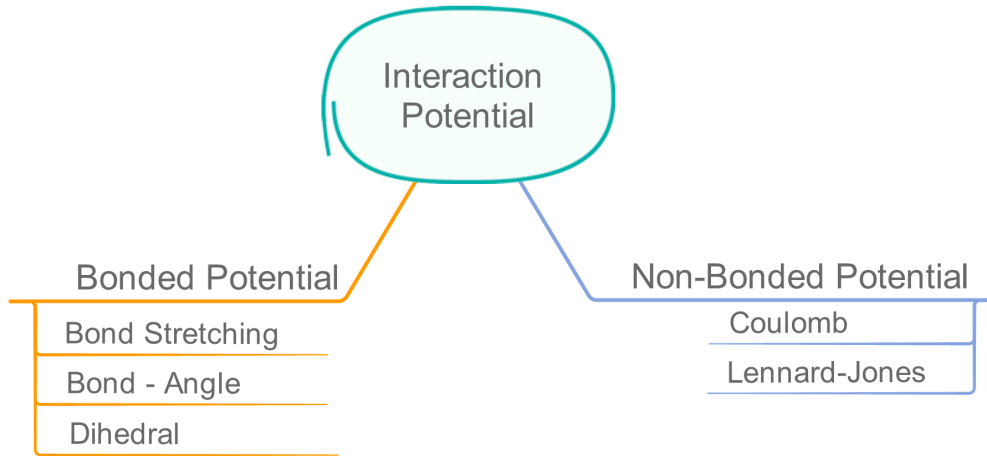 Interaction
Potential
Bonded Potential
Bond Stretching
Bond - Angle
Dihedral
Non-Bonded Potential
Coulomb
Lennard-Jones